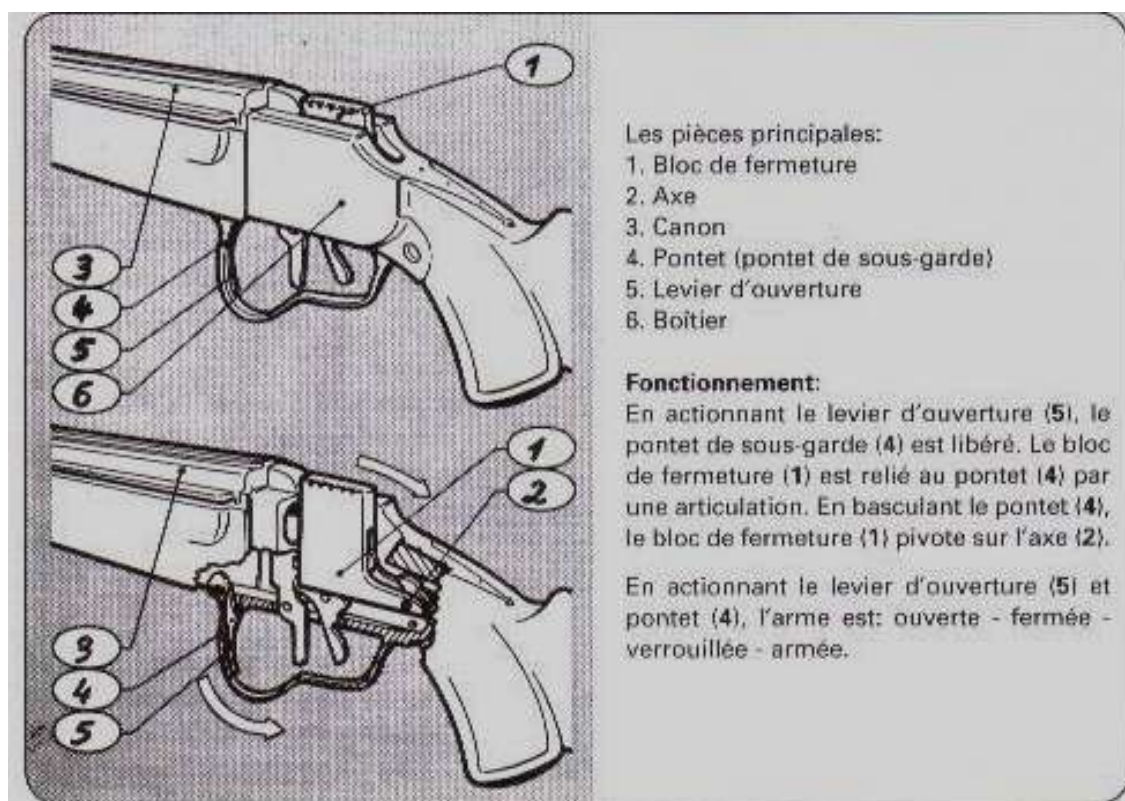 1
3
4
5
6
1
2
3
4
5
Les pièces principales:
1. Bloc de fermeture
2. Axe
3. Canon
4. Pontet (pontet de sous-garde)
5. Levier d'ouverture
6. Boîtier
Fonctionnement:
En actionnant le levier d'ouverture (5), le
pontet de sous-garde (4) est libéré. Le bloc
de fermeture (1) est relié au pontet (4) par
une articulation. En basculant le pontet (4),
le bloc de fermeture (1) pivote sur l'axe (2).
En actionnant le levier d'ouverture (5) et
pontet (4), l'arme est: ouverte - fermée -
verrouillée - armée.